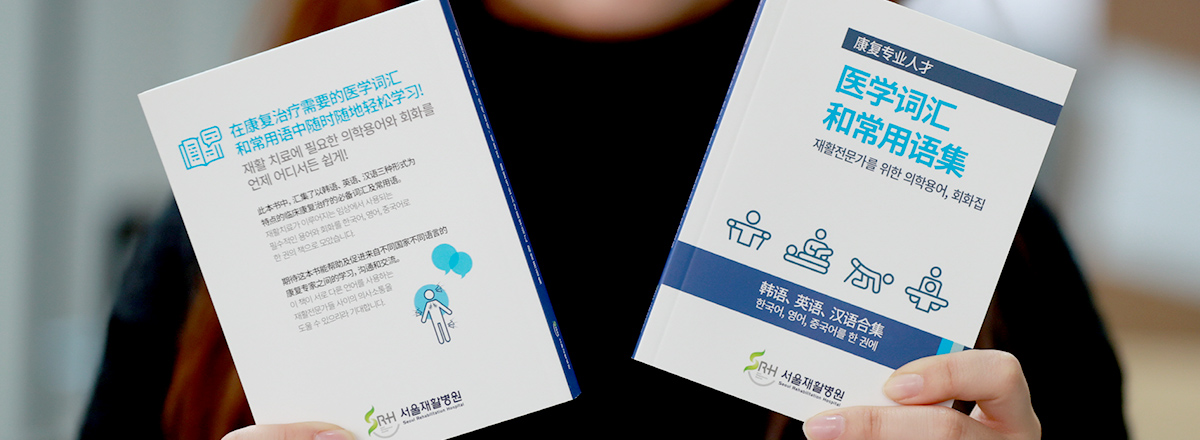 在康复治疗需要的医学词汇
和常用语中随时随地轻松学习!
재활 치료에 필요한 의학용어와 회화를
언제 어디서든 쉽게!
此本书中，汇集了以韩语、英语、汉语三种形式为
特点的临床康复治疗的必备词汇及常用语。
재활치료가 이루어지는 임상에서 사용되는
필수적인 용어와 회화를 한국어, 영어, 중국어로
한 권의 책으로 모았습니다.
期待这本书能帮助及促进来自不同国家不同语言的
康复专家之间的学习，沟通和交流。
이 책이 서로 다른 언어를 사용하는
재활전문가들 사이의 의사소통을
도울 수 있으리라 기대합니다.
SRH 서울재활병원
Seoul Rehabilitation Hospital
康复专业人才
医学词汇
和常用语集
재활전문가를 위한 의학용어, 회화집
韩语、英语、汉语合集
한국어, 영어, 중국어를 한 권에
SRH 서울재활병원
Seoul Rehabilitation Hospital